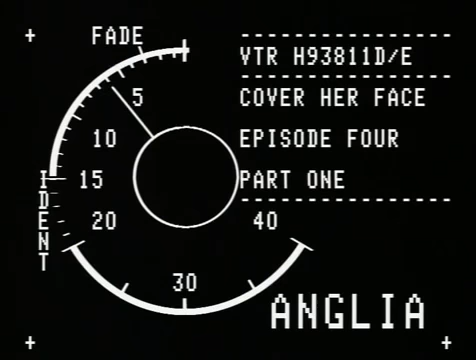 FADE
VTR H93811D/E
COVER HER FACE
EPISODE FOUR
PART ONE
5
10
15
20
30
40
IDENT
ANGLIA